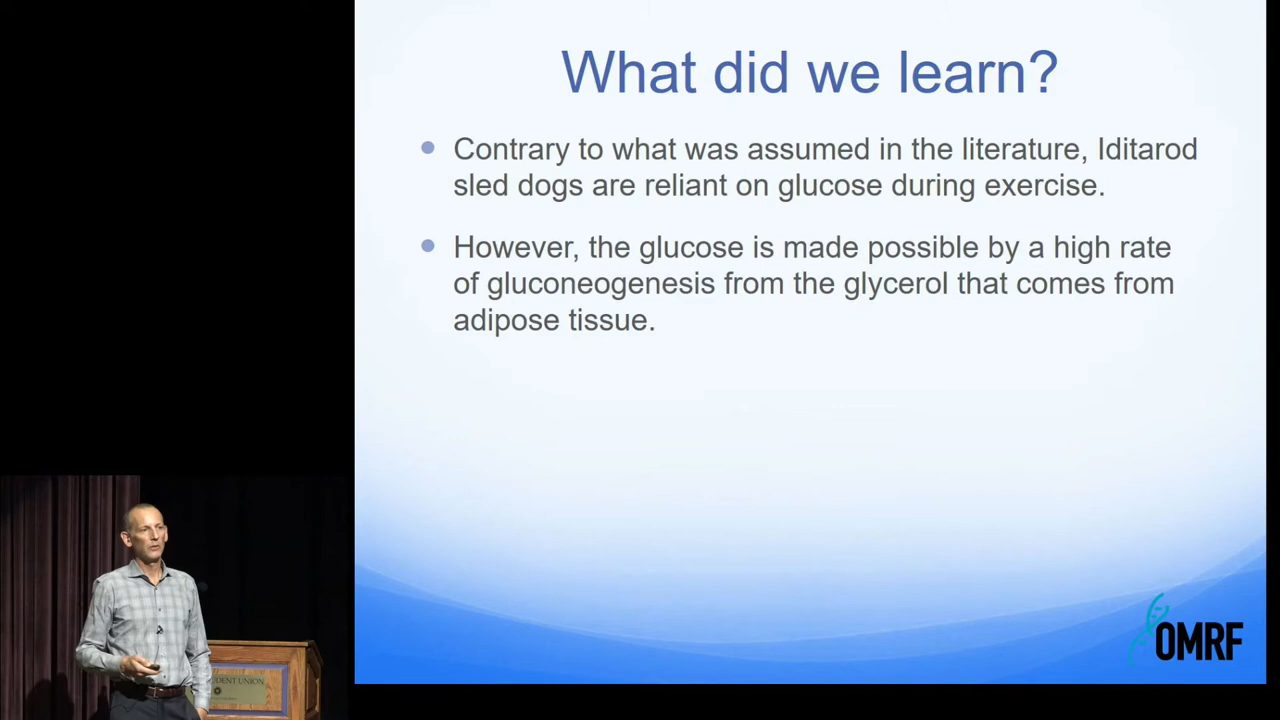 What did we learn?
Contrary to what was assumed in the literature, Iditarod
sled dogs are reliant on glucose during exercise.
However, the glucose is made possible by a high rate
of gluconeogenesis from the glycerol that comes from
adipose tissue.
OMRF
UDENT UNION